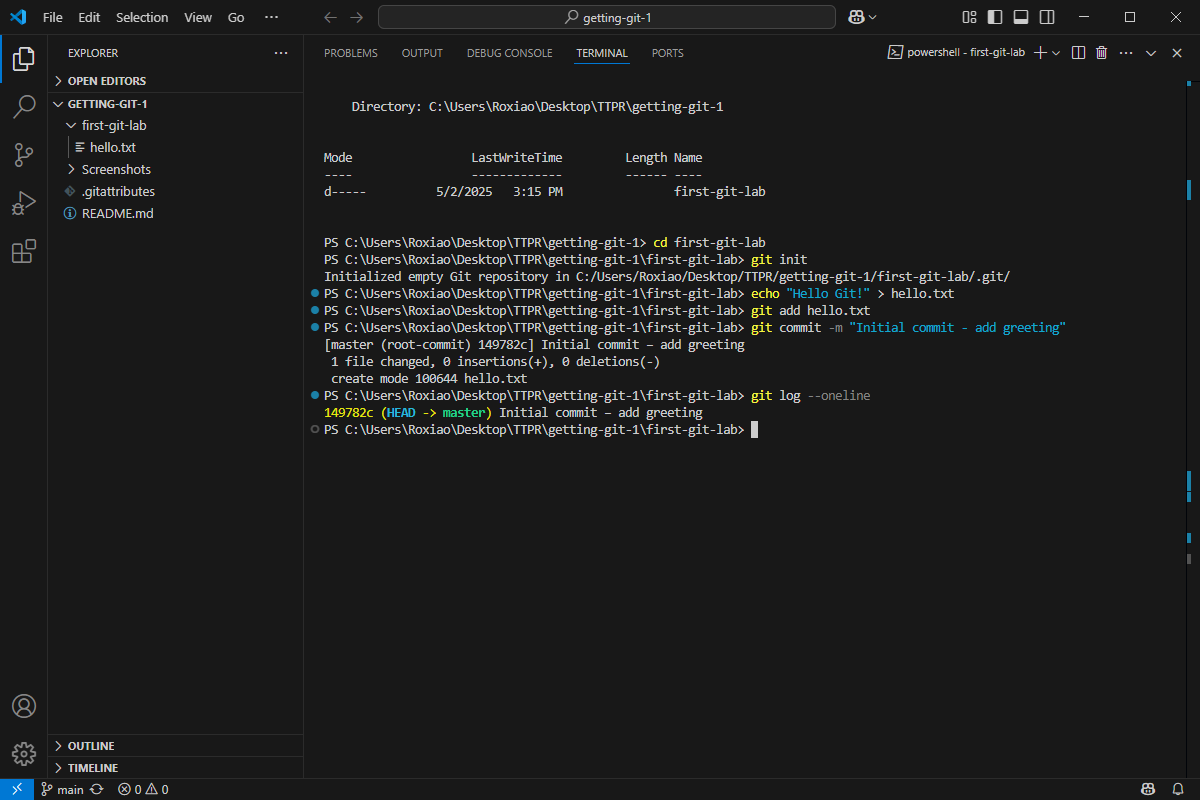 File Edit Selection View Go ··· getting-git-1
EXPLORER ···
OPEN EDITORS
GETTING-GIT-1
first-git-lab
hello.txt
Screenshots
.gitattributes
README.md
OUTLINE
TIMELINE
PROBLEMS OUTPUT DEBUG CONSOLE TERMINAL PORTS powershell - first-git-lab ···
Directory: C:\Users\Roxiao\Desktop\TTPR\getting-git-1
Mode LastWriteTime Length Name
---- ------------- ------ ----
d----- 5/2/2025 3:15 PM first-git-lab
PS C:\Users\Roxiao\Desktop\TTPR\getting-git-1> cd first-git-lab
PS C:\Users\Roxiao\Desktop\TTPR\getting-git-1\first-git-lab> git init
Initialized empty Git repository in C:/Users/Roxiao/Desktop/TTPR/getting-git-1/first-git-lab/.git/
PS C:\Users\Roxiao\Desktop\TTPR\getting-git-1\first-git-lab> echo "Hello Git!" > hello.txt
PS C:\Users\Roxiao\Desktop\TTPR\getting-git-1\first-git-lab> git add hello.txt
PS C:\Users\Roxiao\Desktop\TTPR\getting-git-1\first-git-lab> git commit -m "Initial commit - add greeting"
[master (root-commit) 149782c] Initial commit – add greeting
1 file changed, 0 insertions(+), 0 deletions(-)
create mode 100644 hello.txt
PS C:\Users\Roxiao\Desktop\TTPR\getting-git-1\first-git-lab> git log --oneline
149782c (HEAD -> master) Initial commit – add greeting
PS C:\Users\Roxiao\Desktop\TTPR\getting-git-1\first-git-lab>
main 0 0